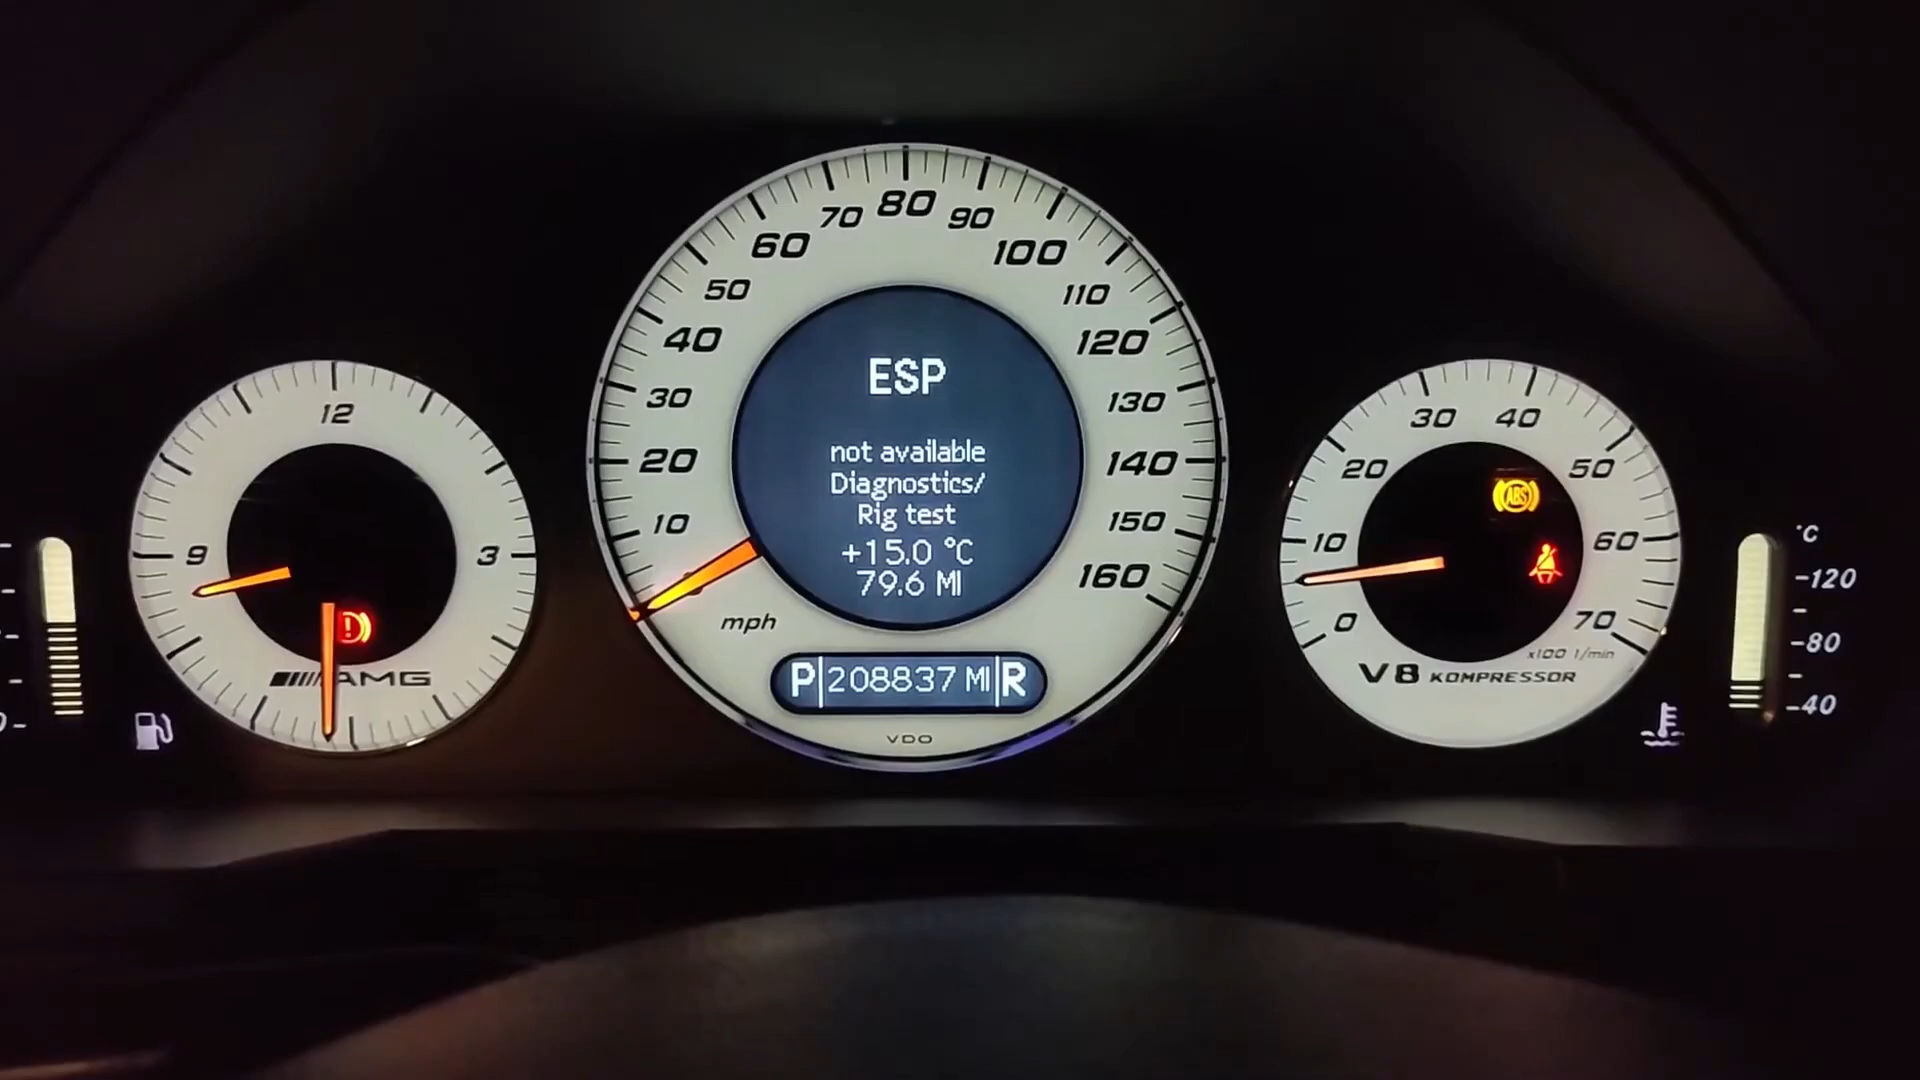 12
3
9
AMG
10
20
30
40
50
60
70
80
90
100
110
120
130
140
150
160
mph
ESP
not available
Diagnostics/
Rig test
+15.0 °C
79.6 MI
P 208837 MI R
VDO
0
10
20
30
40
50
60
70
x100 1/min
V8 KOMPRESSOR
ABS
°C
120
80
40